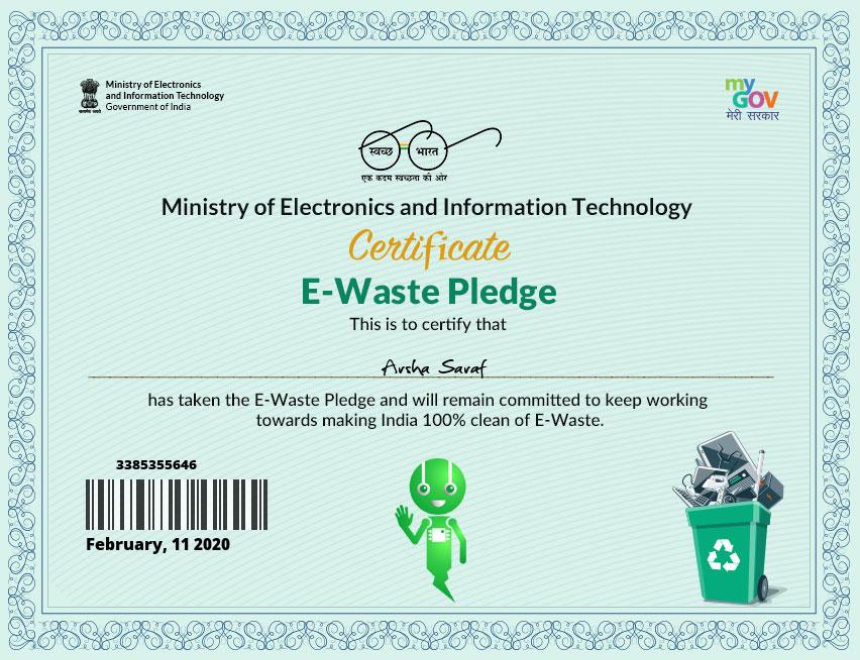 Ministry of Electronics
and Information Technology
Government of India
my
GOV
मेरी सरकार
स्वच्छ भारत
एक कदम स्वच्छता की ओर
Ministry of Electronics and Information Technology
Certificate
E-Waste Pledge
This is to certify that
Arsha Saraf
has taken the E-Waste Pledge and will remain committed to keep working
towards making India 100% clean of E-Waste.
3385355646
February, 11 2020